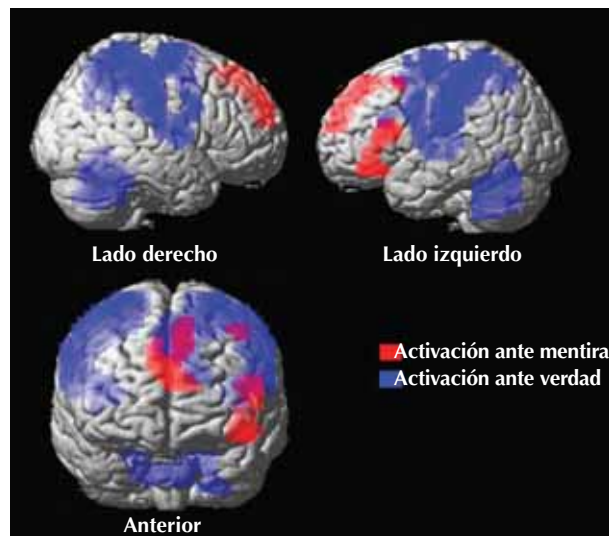 Lado derecho
Lado izquierdo
Activación ante mentira
Activación ante verdad
Anterior